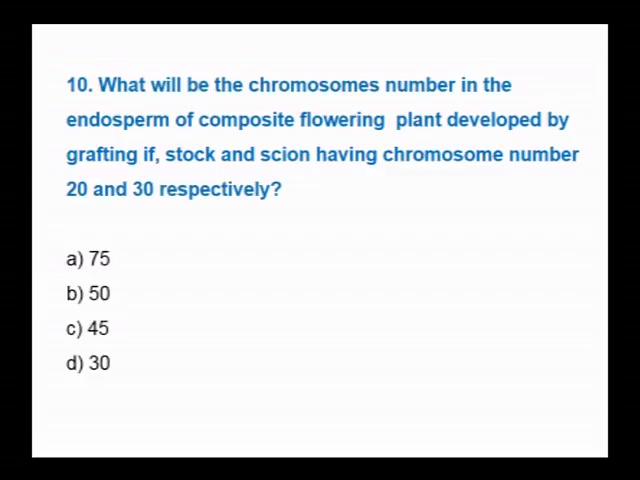 10. What will be the chromosomes number in the
endosperm of composite flowering plant developed by
grafting if, stock and scion having chromosome number
20 and 30 respectively?
a) 75
b) 50
c) 45
d) 30